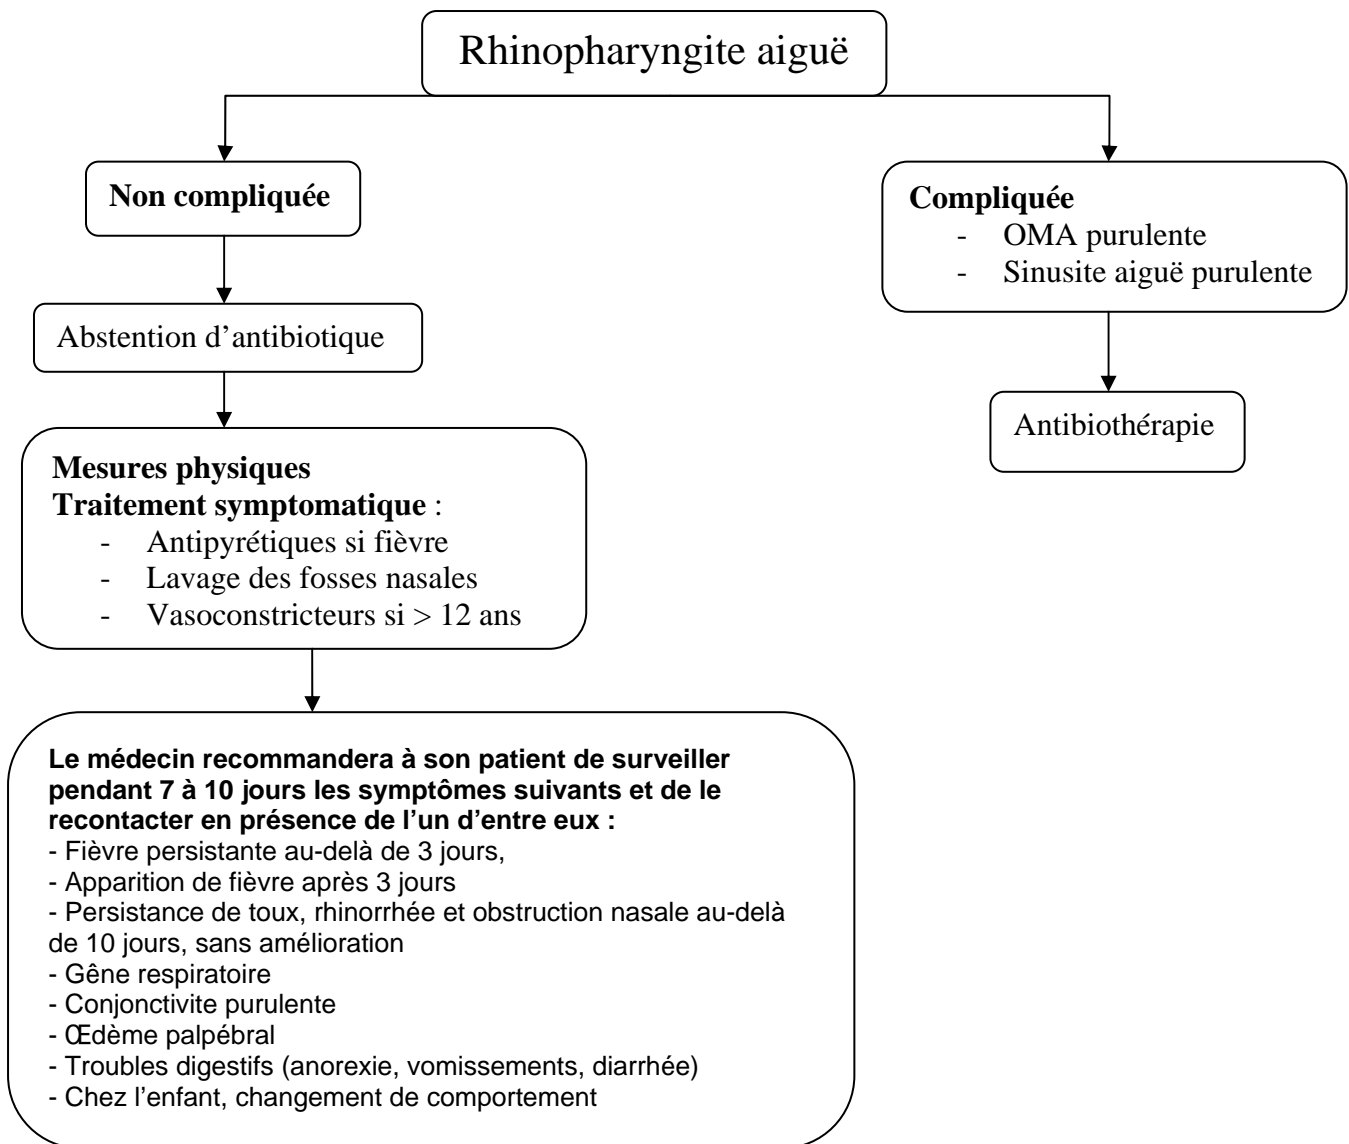 Rhinopharyngite aiguë
Non compliquée
Compliquée
- OMA purulente
- Sinusite aiguë purulente
Abstention d’antibiotique
Antibiothérapie
Mesures physiques
Traitement symptomatique :
- Antipyrétiques si fièvre
- Lavage des fosses nasales
- Vasoconstricteurs si > 12 ans
Le médecin recommandera à son patient de surveiller
pendant 7 à 10 jours les symptômes suivants et de le
recontacter en présence de l’un d’entre eux :
- Fièvre persistante au-delà de 3 jours,
- Apparition de fièvre après 3 jours
- Persistance de toux, rhinorrhée et obstruction nasale au-delà
de 10 jours, sans amélioration
- Gêne respiratoire
- Conjonctivite purulente
- Œdème palpébral
- Troubles digestifs (anorexie, vomissements, diarrhée)
- Chez l’enfant, changement de comportement